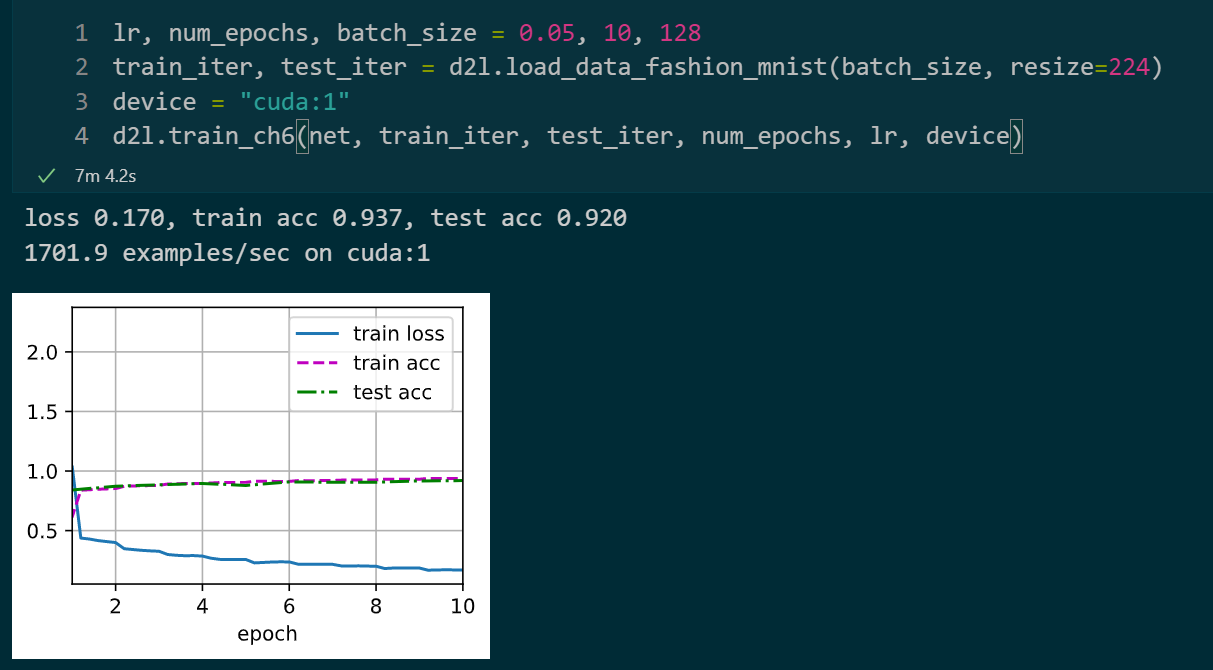 1 lr, num_epochs, batch_size = 0.05, 10, 128
2 train_iter, test_iter = d2l.load_data_fashion_mnist(batch_size, resize=224)
3 device = "cuda:1"
4 d2l.train_ch6(net, train_iter, test_iter, num_epochs, lr, device)
✓ 7m 4.2s
loss 0.170, train acc 0.937, test acc 0.920
1701.9 examples/sec on cuda:1
train loss
train acc
test acc
2.0
1.5
1.0
0.5
2 4 6 8 10
epoch